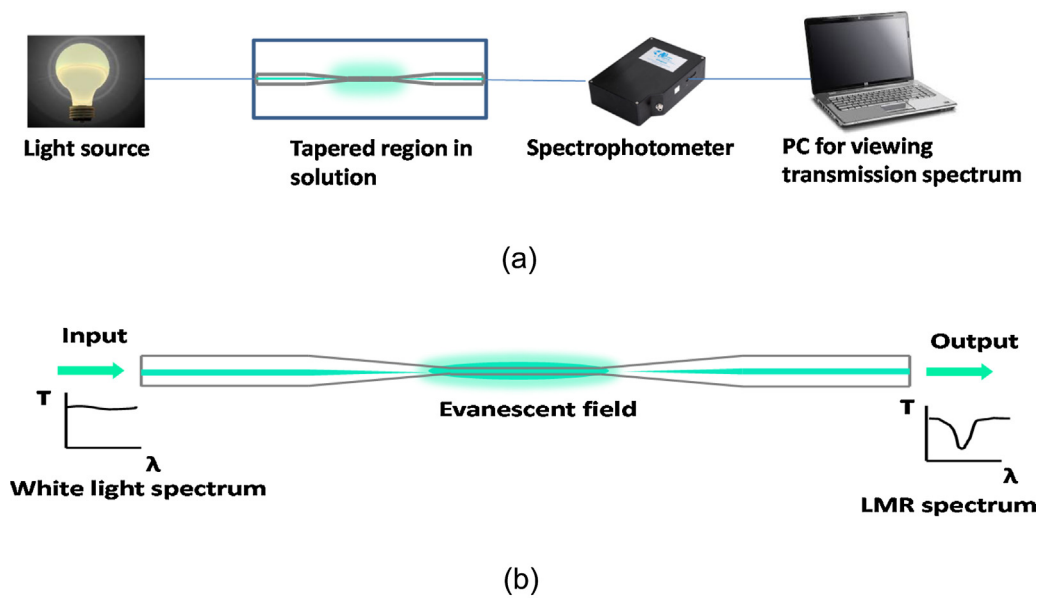 Light source
Tapered region in
solution
Spectrophotometer
PC for viewing
transmission spectrum
(a)
Input
Output
T
λ
White light spectrum
Evanescent field
T
λ
LMR spectrum
(b)